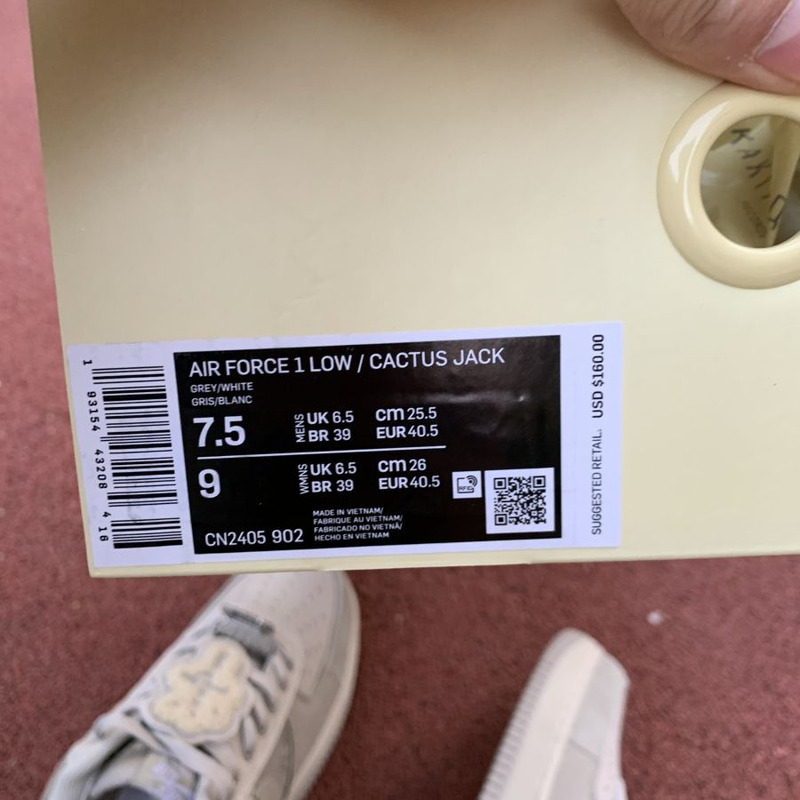 AIR FORCE 1 LOW / CACTUS JACK
GREY/WHITE
GRIS/BLANC
7.5
MENS
UK 6.5
BR 39
cm 25.5
EUR 40.5
9
WMNS
UK 6.5
BR 39
cm 26
EUR 40.5
RFID
CN2405 902
MADE IN VIETNAM/
FABRIQUE AU VIETNAM/
FABRICADO NO VIETNÃ/
HECHO EN VIETNAM
SUGGESTED RETAIL. USD $160.00
1 93154 43208 4 16